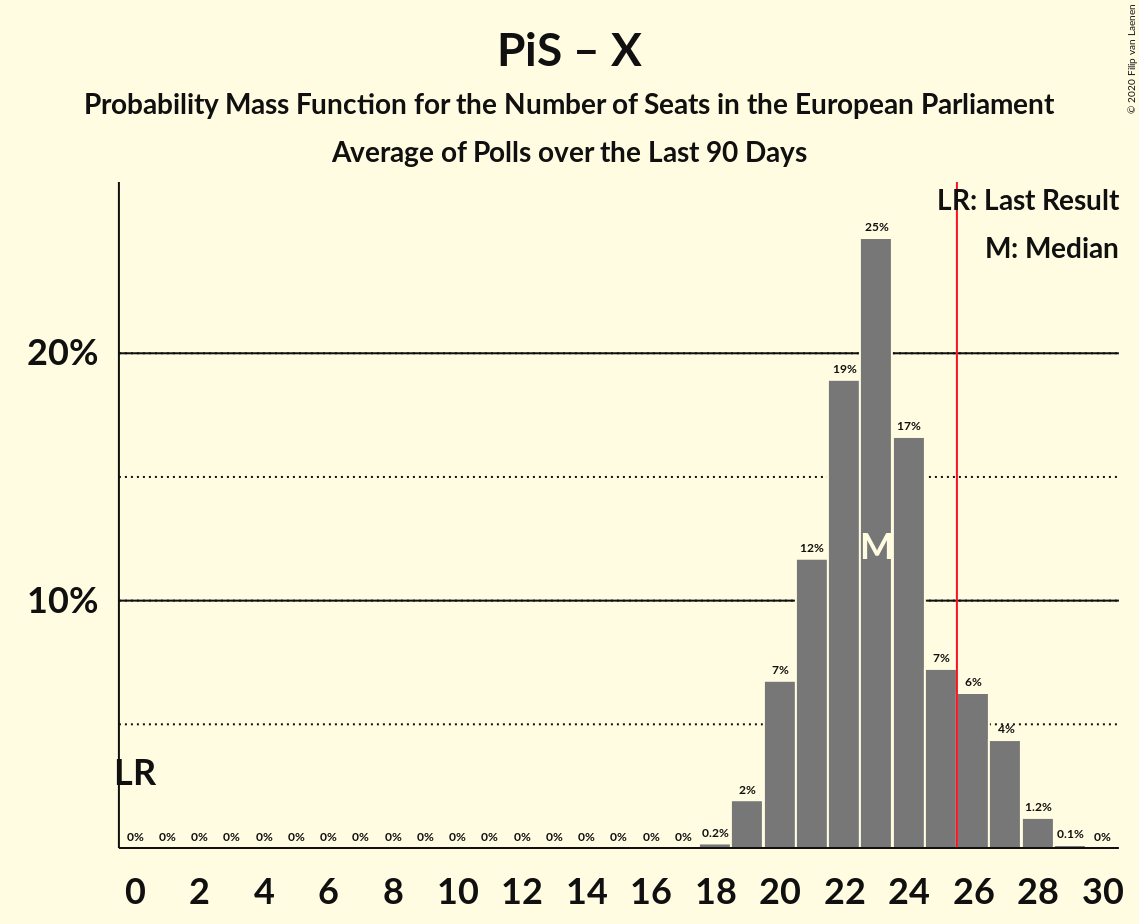 PiS – X
Probability Mass Function for the Number of Seats in the European Parliament
Average of Polls over the Last 90 Days
© 2020 Filip van Laenen
LR: Last Result
M: Median
20%
10%
LR
M
0% 0% 0% 0% 0% 0% 0% 0% 0% 0% 0% 0% 0% 0% 0% 0% 0% 0% 0.2% 2% 7% 12% 19% 25% 17% 7% 6% 4% 1.2% 0.1% 0%
0 2 4 6 8 10 12 14 16 18 20 22 24 26 28 30